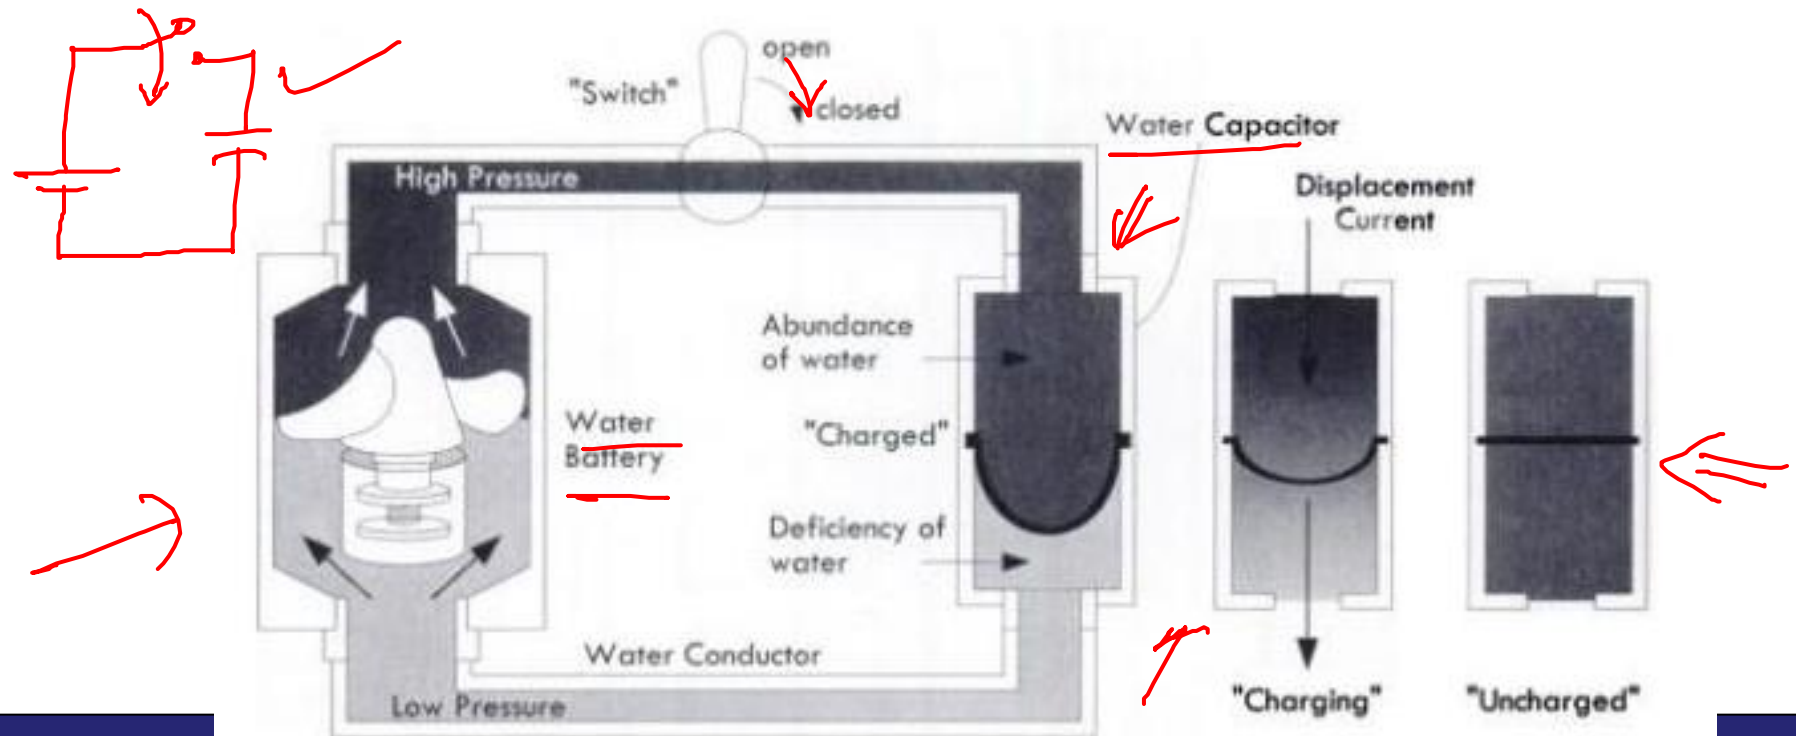 open
"Switch"
closed
Water Capacitor
High Pressure
Displacement
Current
Abundance
of water
Water
Battery
"Charged"
Deficiency of
water
Water Conductor
Low Pressure
"Charging"
"Uncharged"